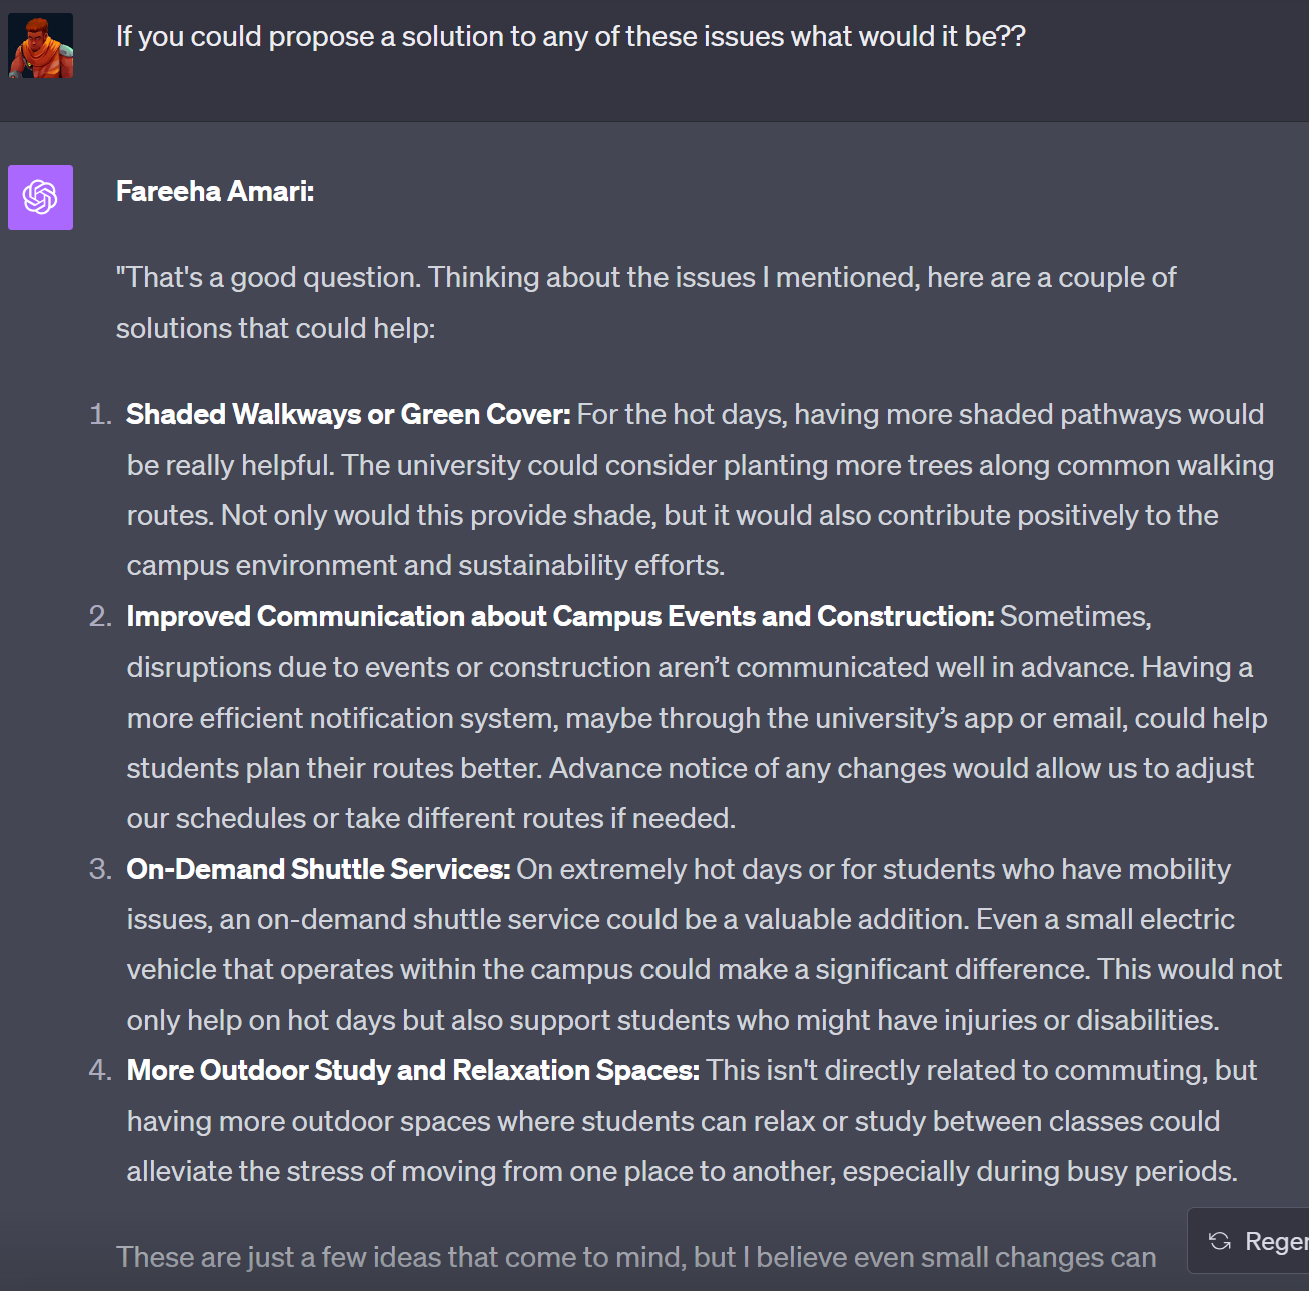 If you could propose a solution to any of these issues what would it be??
Fareeha Amari:
"That's a good question. Thinking about the issues I mentioned, here are a couple of
solutions that could help:
1. Shaded Walkways or Green Cover: For the hot days, having more shaded pathways would
be really helpful. The university could consider planting more trees along common walking
routes. Not only would this provide shade, but it would also contribute positively to the
campus environment and sustainability efforts.
2. Improved Communication about Campus Events and Construction: Sometimes,
disruptions due to events or construction aren’t communicated well in advance. Having a
more efficient notification system, maybe through the university’s app or email, could help
students plan their routes better. Advance notice of any changes would allow us to adjust
our schedules or take different routes if needed.
3. On-Demand Shuttle Services: On extremely hot days or for students who have mobility
issues, an on-demand shuttle service could be a valuable addition. Even a small electric
vehicle that operates within the campus could make a significant difference. This would not
only help on hot days but also support students who might have injuries or disabilities.
4. More Outdoor Study and Relaxation Spaces: This isn't directly related to commuting, but
having more outdoor spaces where students can relax or study between classes could
alleviate the stress of moving from one place to another, especially during busy periods.
These are just a few ideas that come to mind, but I believe even small changes can
Reger